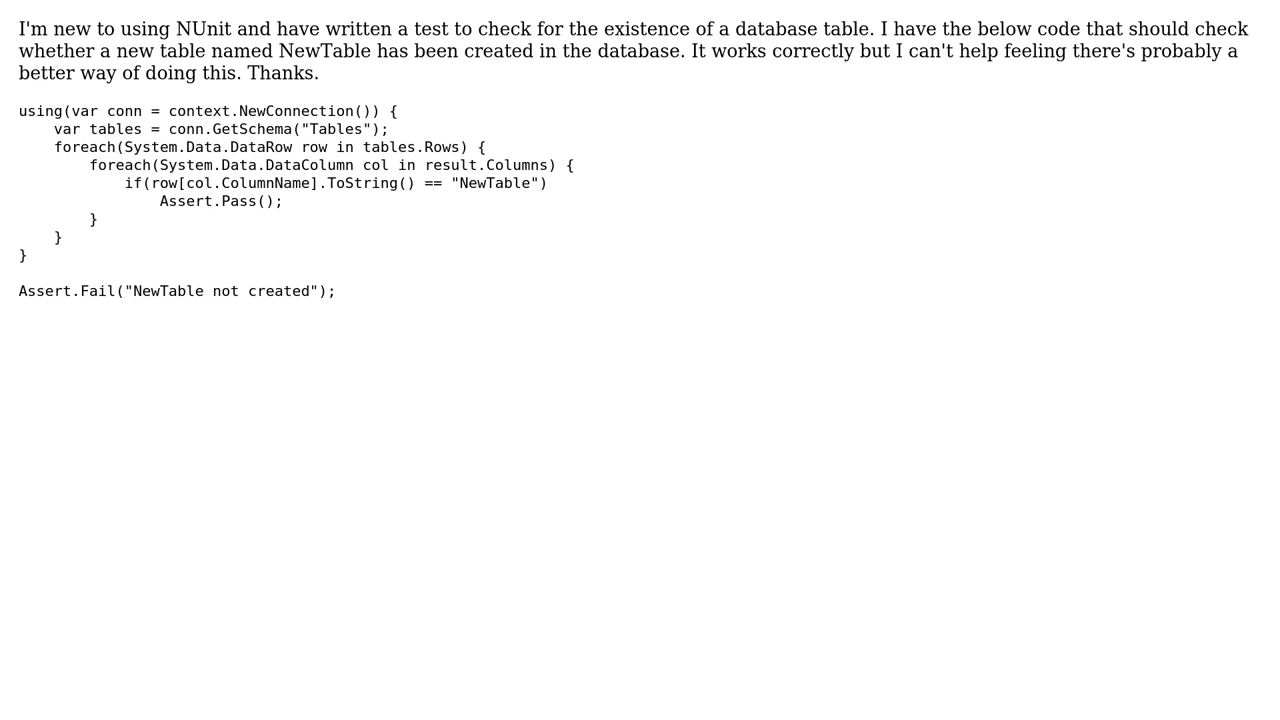 I'm new to using NUnit and have written a test to check for the existence of a database table. I have the below code that should check
whether a new table named NewTable has been created in the database. It works correctly but I can't help feeling there's probably a
better way of doing this. Thanks.
using(var conn = context.NewConnection()) {
    var tables = conn.GetSchema("Tables");
    foreach(System.Data.DataRow row in tables.Rows) {
        foreach(System.Data.DataColumn col in result.Columns) {
            if(row[col.ColumnName].ToString() == "NewTable")
                Assert.Pass();
        }
    }
}
Assert.Fail("NewTable not created");